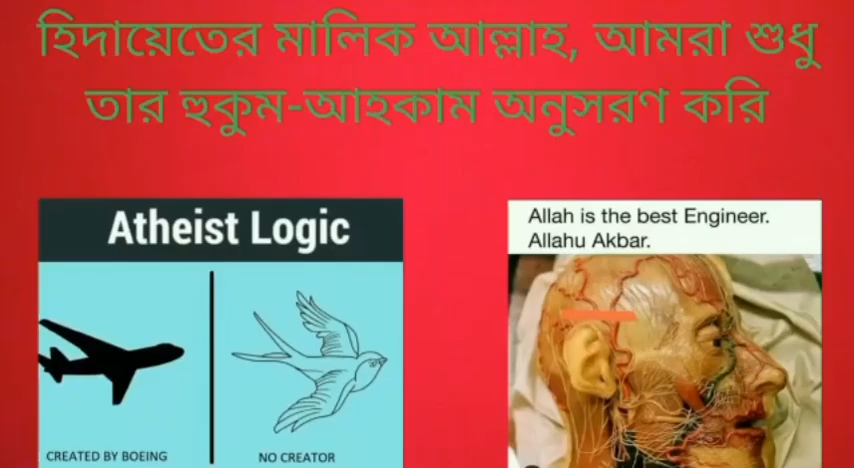 হিদায়েতের মালিক আল্লাহ, আমরা শুধু
তার হুকুম-আহকাম অনুসরণ করি
Atheist Logic
CREATED BY BOEING
NO CREATOR
Allah is the best Engineer.
Allahu Akbar.